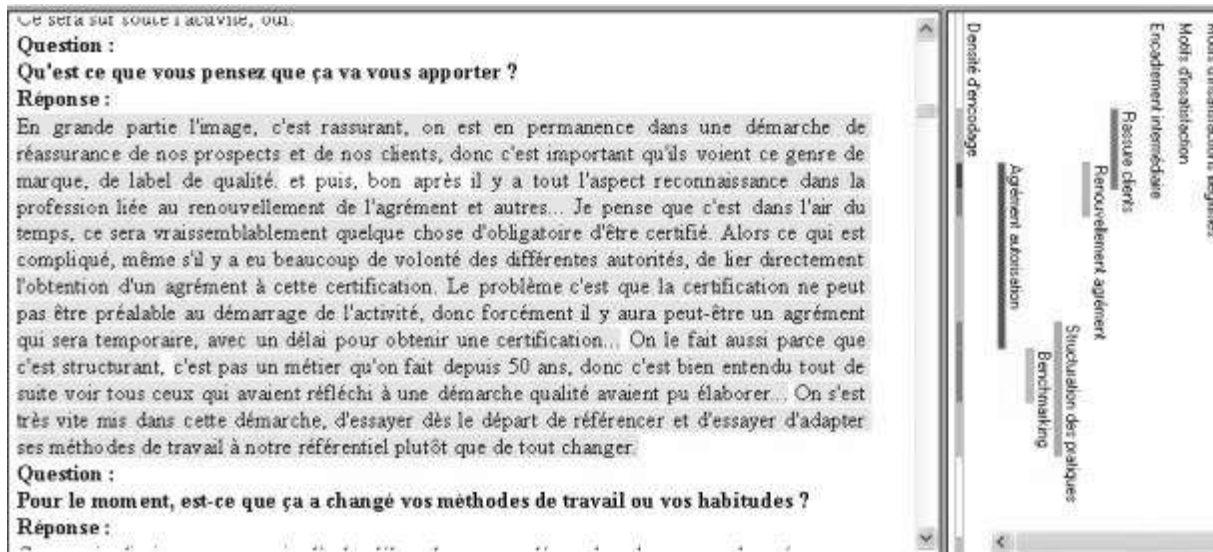 Ce sera sur toute l'activité, oui.
Question :
Qu'est ce que vous pensez que ça va vous apporter ?
Réponse :
En grande partie l'image, c'est rassurant, on est en permanence dans une démarche de
réassurance de nos prospects et de nos clients, donc c'est important qu'ils voient ce genre de
marque, de label de qualité. et puis, bon après il y a tout l'aspect reconnaissance dans la
profession liée au renouvellement de l'agrément et autres... Je pense que c'est dans l'air du
temps, ce sera vraissemblablement quelque chose d'obligatoire d'être certifié. Alors ce qui est
compliqué, même s'il y a eu beaucoup de volonté des différentes autorités, de lier directement
l'obtention d'un agrément à cette certification. Le problème c'est que la certification ne peut
pas être préalable au démarrage de l'activité, donc forcément il y aura peut-être un agrément
qui sera temporaire, avec un délai pour obtenir une certification... On le fait aussi parce que
c'est structurant, c'est pas un métier qu'on fait depuis 50 ans, donc c'est bien entendu tout de
suite voir tous ceux qui avaient réfléchi à une démarche qualité avaient pu élaborer... On s'est
très vite mis dans cette démarche, d'essayer dès le départ de référencer et d'essayer d'adapter
ses méthodes de travail à notre référentiel plutôt que de tout changer.
Question :
Pour le moment, est-ce que ça a changé vos méthodes de travail ou vos habitudes ?
Réponse :
Motifs d'insatisfaction
Encadrement intermédiaire
Rassure clients
Renouvellement agrément
Structuration des pratiques
Benchmarking
Agrément autorisation
Densité d'encodage